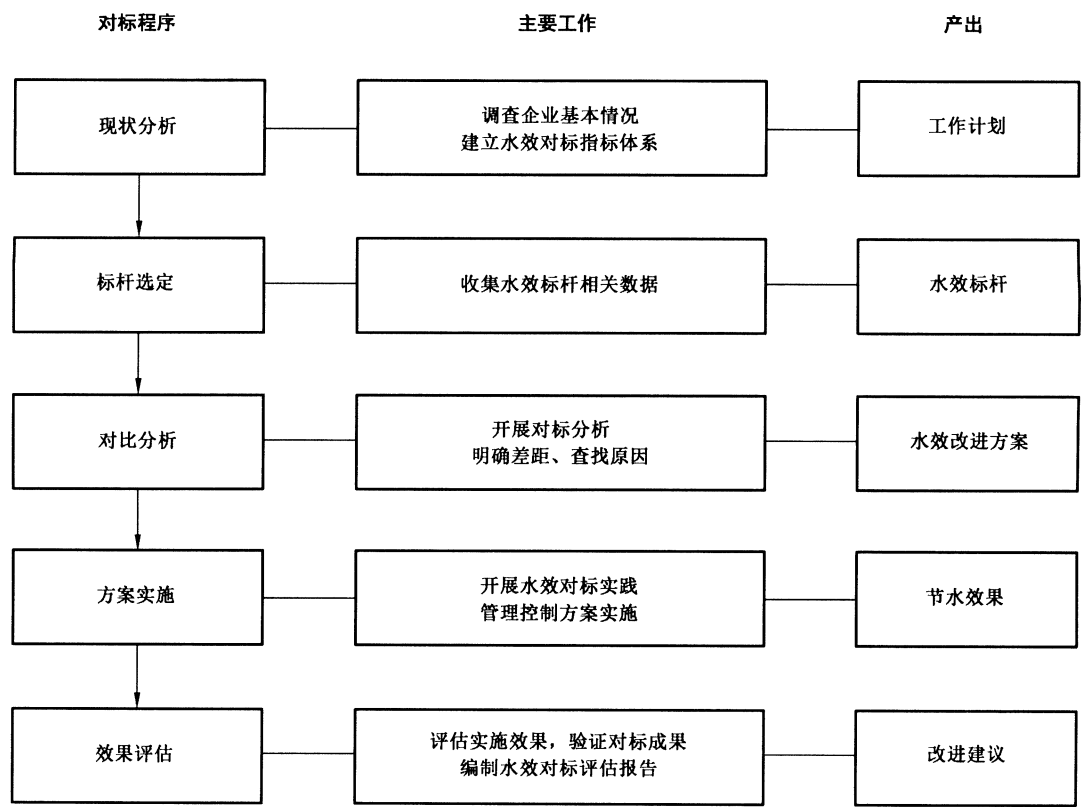 对标程序
主要工作
产出
现状分析
调查企业基本情况
建立水效对标指标体系
工作计划
标杆选定
收集水效标杆相关数据
水效标杆
对比分析
开展对标分析
明确差距、查找原因
水效改进方案
方案实施
开展水效对标实践
管理控制方案实施
节水效果
效果评估
评估实施效果，验证对标成果
编制水效对标评估报告
改进建议